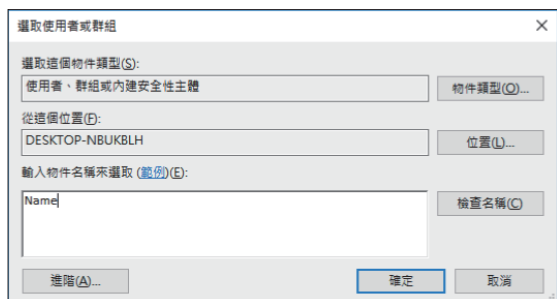 選取使用者或群組
選取這個物件類型(S):
使用者、群組或內建安全性主體
物件類型(O)...
從這個位置(F):
DESKTOP-NBUKBLH
位置(L)...
輸入物件名稱來選取 (範例)(E):
Name
檢查名稱(C)
進階(A)...
確定
取消